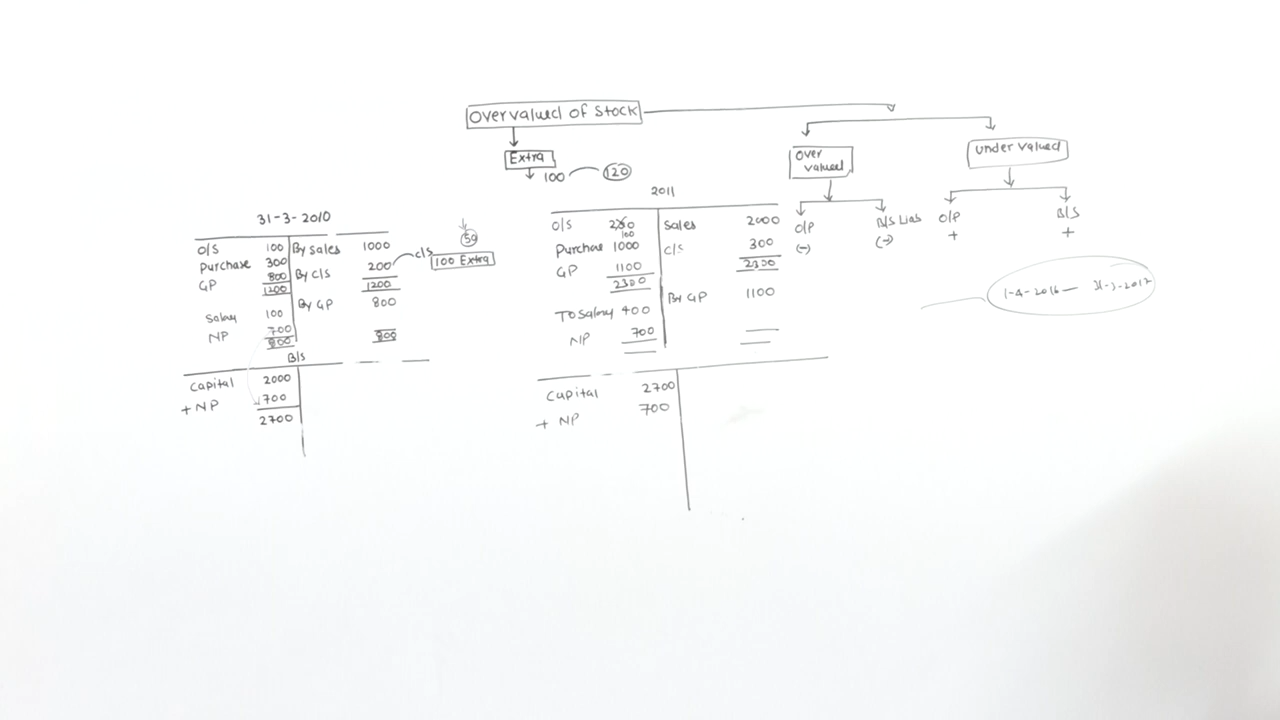 Overvalued of Stock
Extra
100 120
Over valued
Under valued
O/P B/S Liab
(-) (-)
O/P B/S
+ +
1-4-2016 — 31-3-2017
31-3-2010
O/S 100 By Sales 1000
Purchase 300
GP 800 By C/S 200
1200 1200
By GP 800
Salary 100
NP 700
800 800
C/S 50
100 Extra
B/S
Capital 2000
+ NP 700
2700
2011
O/S 100 Sales 2000
Purchase 1000 C/S 300
GP 1100 2300
2300
By GP 1100
To Salary 400
NP 700
Capital 2700
+ NP 700